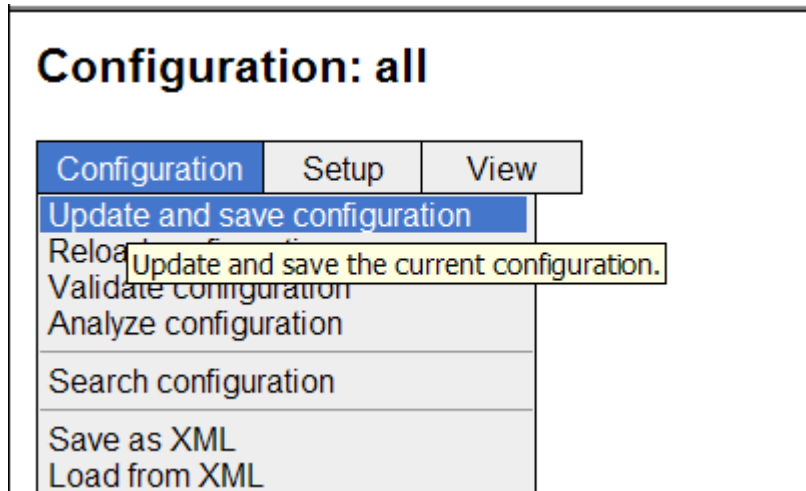 Configuration: all
Configuration Setup View
Update and save configuration
Update and save the current configuration.
Validate configuration
Analyze configuration
Search configuration
Save as XML
Load from XML